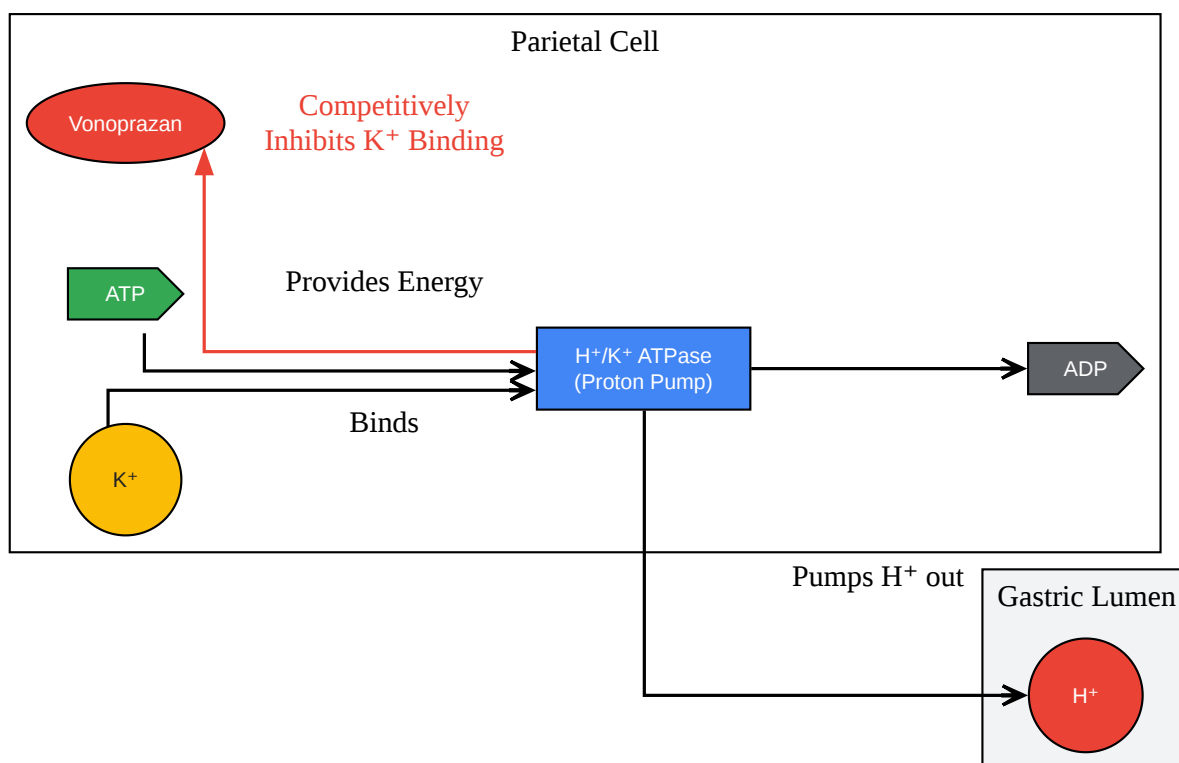 Parietal Cell
Vonoprazan
Competitively
Inhibits K⁺ Binding
Provides Energy
ATP
H⁺/K⁺ ATPase
(Proton Pump)
ADP
Binds
K⁺
Pumps H⁺ out
Gastric Lumen
H⁺